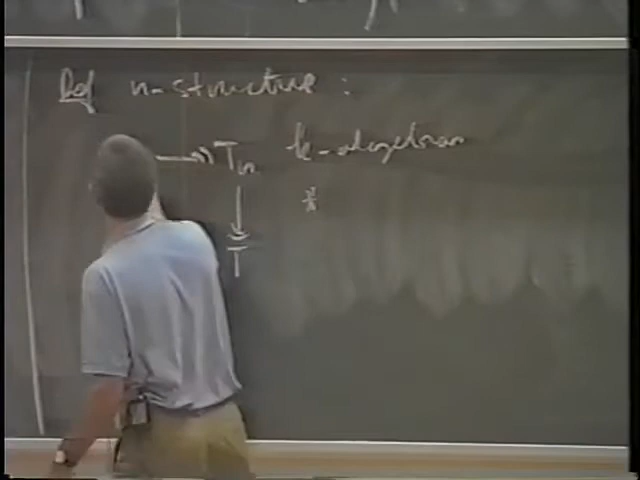 Def n-structure :
→ Tn k-algebras
↓ *
T